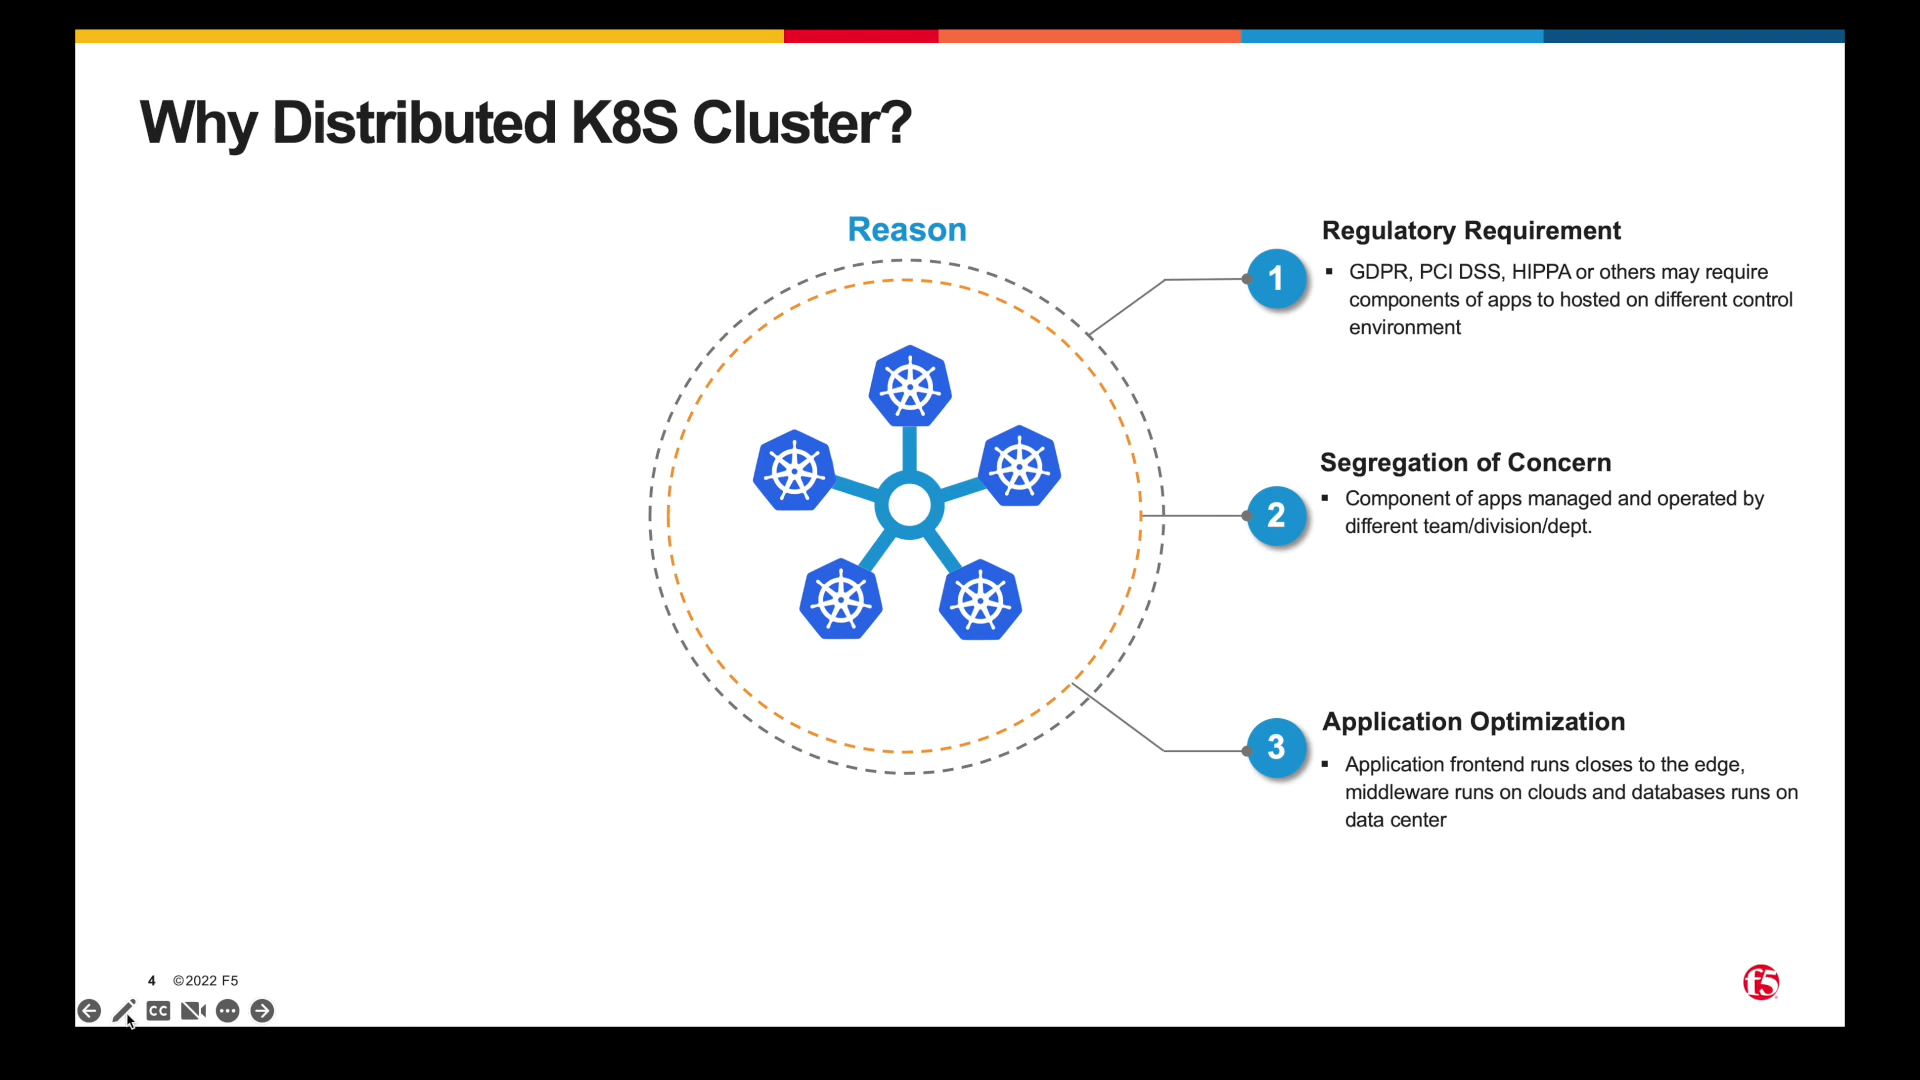 Why Distributed K8S Cluster?
Reason
1
Regulatory Requirement
▪ GDPR, PCI DSS, HIPPA or others may require
components of apps to hosted on different control
environment
2
Segregation of Concern
▪ Component of apps managed and operated by
different team/division/dept.
3
Application Optimization
▪ Application frontend runs closes to the edge,
middleware runs on clouds and databases runs on
data center
4 ©2022 F5
CC
f5